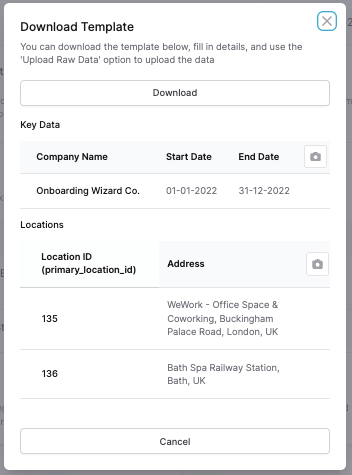 Download Template
You can download the template below, fill in details, and use the
'Upload Raw Data' option to upload the data
Download
Key Data
Company Name Start Date End Date
Onboarding Wizard Co. 01-01-2022 31-12-2022
Locations
Location ID
(primary_location_id)
Address
135
WeWork - Office Space &
Coworking, Buckingham
Palace Road, London, UK
136
Bath Spa Railway Station,
Bath, UK
Cancel